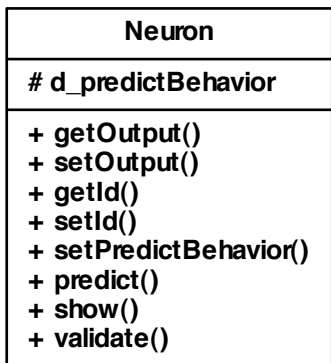 Neuron
# d_predictBehavior
+ getOutput()
+ setOutput()
+ getId()
+ setId()
+ setPredictBehavior()
+ predict()
+ show()
+ validate()